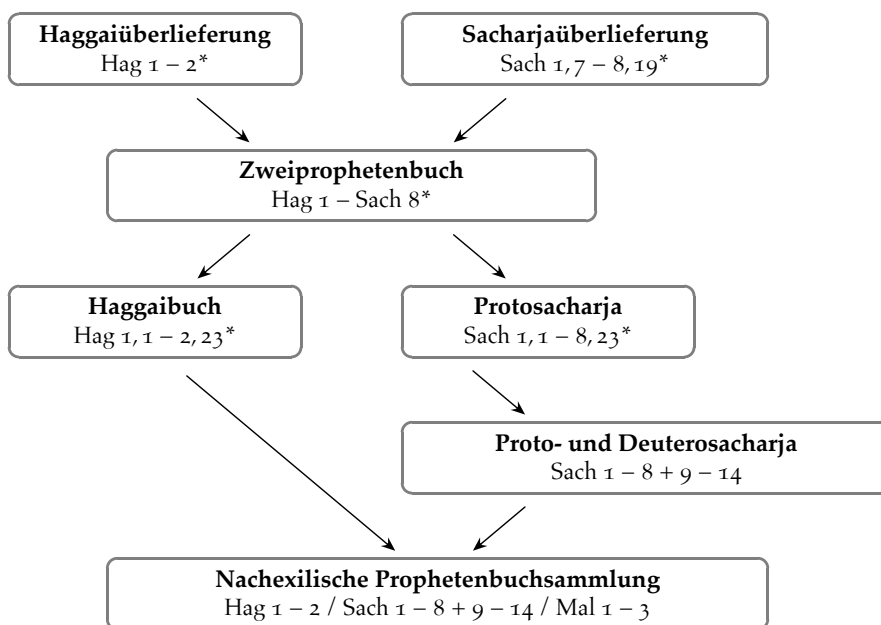 Haggaiüberlieferung
Hag 1 – 2*
Sacharjaüberlieferung
Sach 1,7 – 8,19*
Zweiprophetenbuch
Hag 1 – Sach 8*
Haggaibuch
Hag 1,1 – 2,23*
Protosacharja
Sach 1,1 – 8,23*
Proto- und Deuterosacharja
Sach 1 – 8 + 9 – 14
Nachexilische Prophetenbuchsammlung
Hag 1 – 2 / Sach 1 – 8 + 9 – 14 / Mal 1 – 3